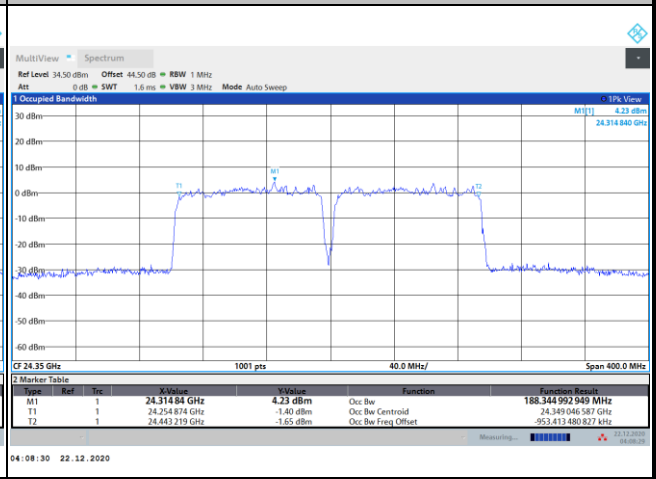 MultiView Spectrum
Ref Level 34.50 dBm Offset 44.50 dB RBW 1 MHz
Att 0 dB SWT 1.6 ms VBW 3 MHz Mode Auto Sweep
1 Occupied Bandwidth 1Pk View
M1[1] 4.23 dBm
24.314 840 GHz
30 dBm
20 dBm
10 dBm
M1
T1 T2
0 dBm
-10 dBm
-20 dBm
-30 dBm
-40 dBm
-50 dBm
-60 dBm
CF 24.35 GHz 1001 pts 40.0 MHz/ Span 400.0 MHz
2 Marker Table
Type Ref Trc X-Value Y-Value Function Function Result
M1 1 24.314 84 GHz 4.23 dBm Occ Bw 188.344 992 949 MHz
T1 1 24.254 874 GHz -1.40 dBm Occ Bw Centroid 24.349 046 587 GHz
T2 1 24.443 219 GHz -1.65 dBm Occ Bw Freq Offset -953.413 480 827 kHz
Measuring... 22.12.2020
04:08:29
04:08:30 22.12.2020